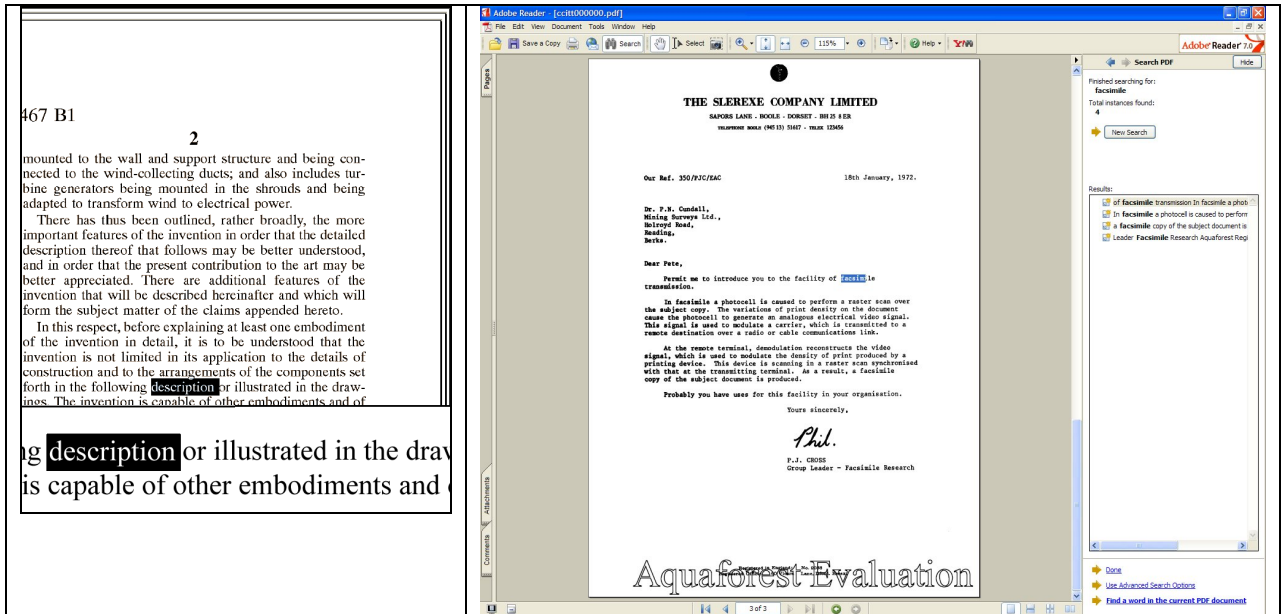 467 B1
2
mounted to the wall and support structure and being con-
nected to the wind-collecting ducts; and also includes tur-
bine generators being mounted in the shrouds and being
adapted to transform wind to electrical power.
There has thus been outlined, rather broadly, the more
important features of the invention in order that the detailed
description thereof that follows may be better understood,
and in order that the present contribution to the art may be
better appreciated. There are additional features of the
invention that will be described hereinafter and which will
form the subject matter of the claims appended hereto.
In this respect, before explaining at least one embodiment
of the invention in detail, it is to be understood that the
invention is not limited in its application to the details of
construction and to the arrangements of the components set
forth in the following description or illustrated in the draw-
ings. The invention is capable of other embodiments and of
ng description or illustrated in the draw
is capable of other embodiments and
Adobe Reader - [ccitt000000.pdf]
File Edit View Document Tools Window Help
Save a Copy Search Select 115% Help Y!
Adobe Reader 7.0
Pages
Attachments
Comments
THE SLEREXE COMPANY LIMITED
SAPORS LANE - BOOLE - DORSET - BH 25 8 ER
TELEPHONE BOOLE (945 13) 51617 - TELEX 123456
Our Ref. 350/PJC/EAC 18th January, 1972.
Dr. P.N. Cundall,
Mining Surveys Ltd.,
Holroyd Road,
Reading,
Berks.
Dear Pete,
Permit me to introduce you to the facility of facsimile
transmission.
In facsimile a photocell is caused to perform a raster scan over
the subject copy. The variations of print density on the document
cause the photocell to generate an analogous electrical video signal.
This signal is used to modulate a carrier, which is transmitted to a
remote destination over a radio or cable communications link.
At the remote terminal, demodulation reconstructs the video
signal, which is used to modulate the density of print produced by a
printing device. This device is scanning in a raster scan synchronised
with that at the transmitting terminal. As a result, a facsimile
copy of the subject document is produced.
Probably you have uses for this facility in your organisation.
Yours sincerely,
Phil.
P.J. CROSS
Group Leader - Facsimile Research
Aquaforest Evaluation
3 of 3
Search PDF Hide
Finished searching for:
facsimile
Total instances found:
4
New Search
Results:
of facsimile transmission In facsimile a photo
In facsimile a photocell is caused to perform
a facsimile copy of the subject document is
Leader Facsimile Research Aquaforest Regi
Done
Use Advanced Search Options
Find a word in the current PDF document